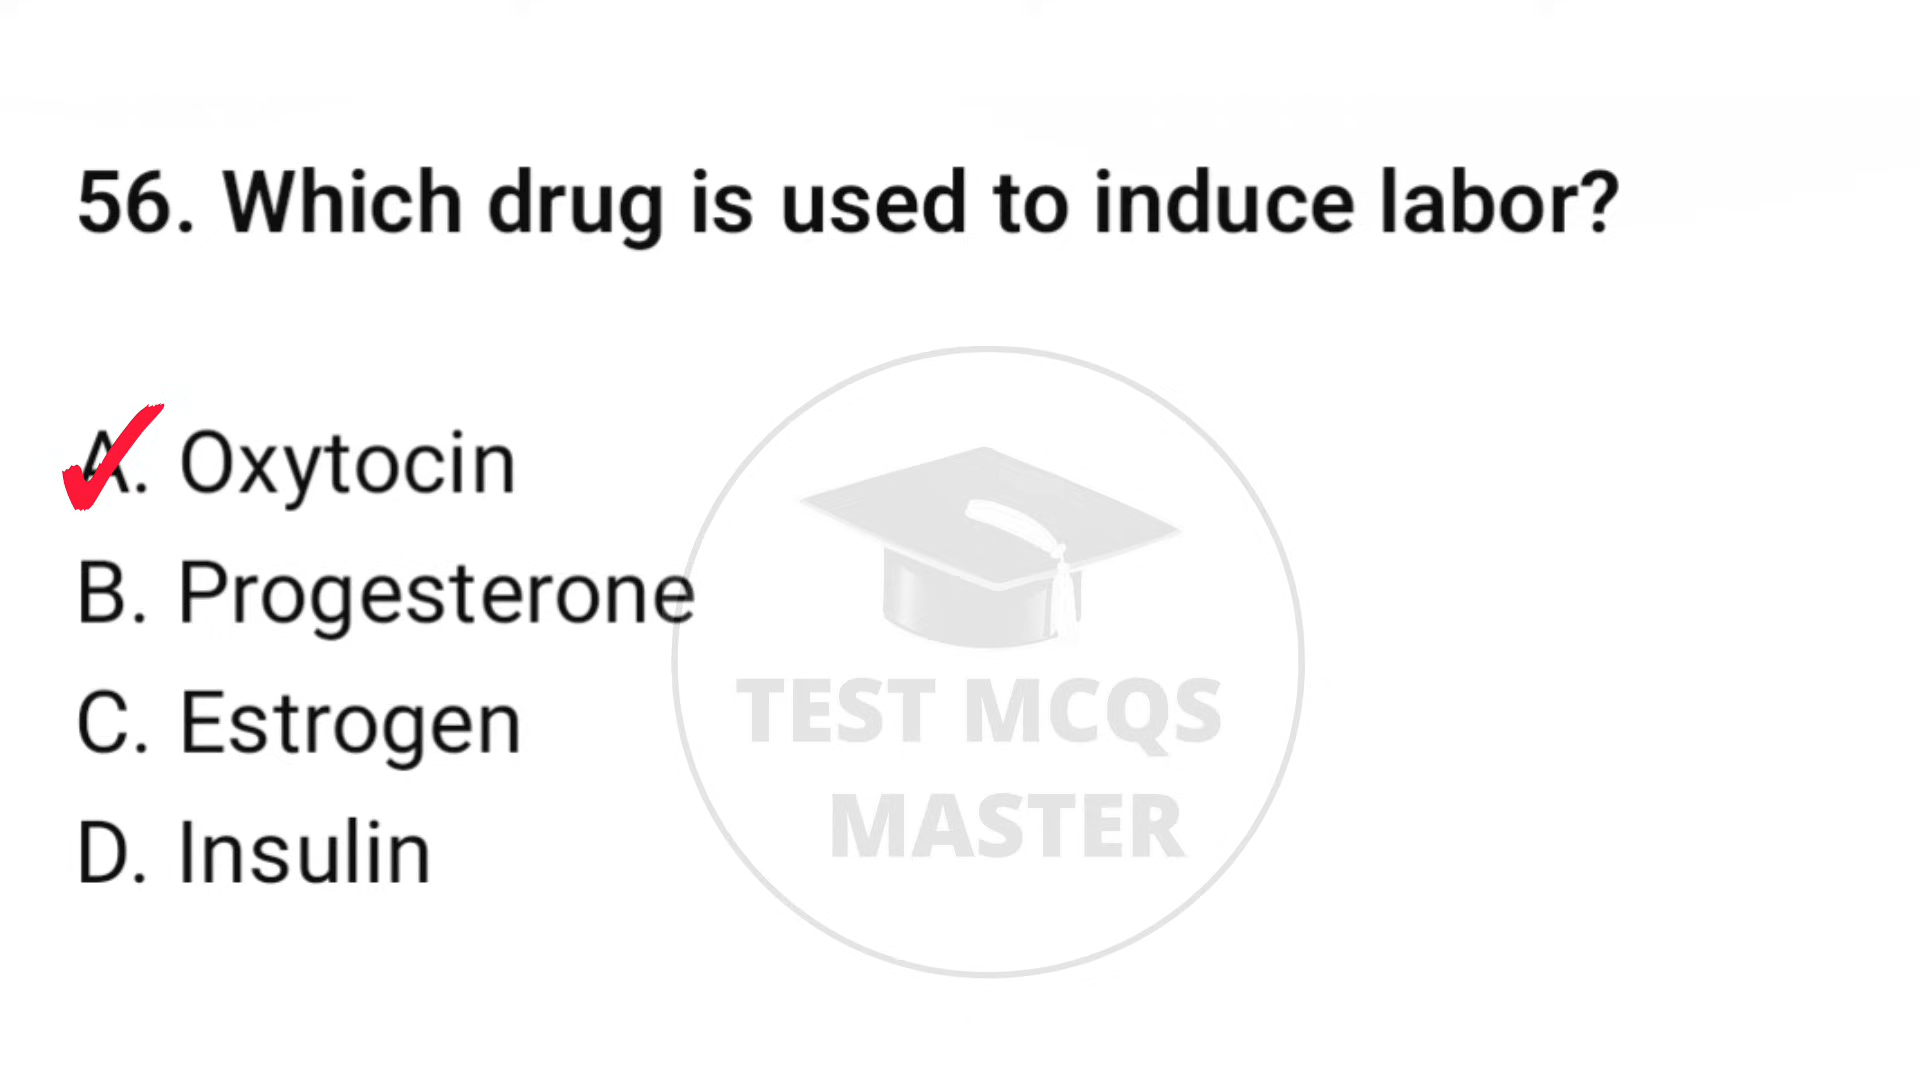 56. Which drug is used to induce labor?
A. Oxytocin
B. Progesterone
C. Estrogen
D. Insulin
TEST MCQS
MASTER